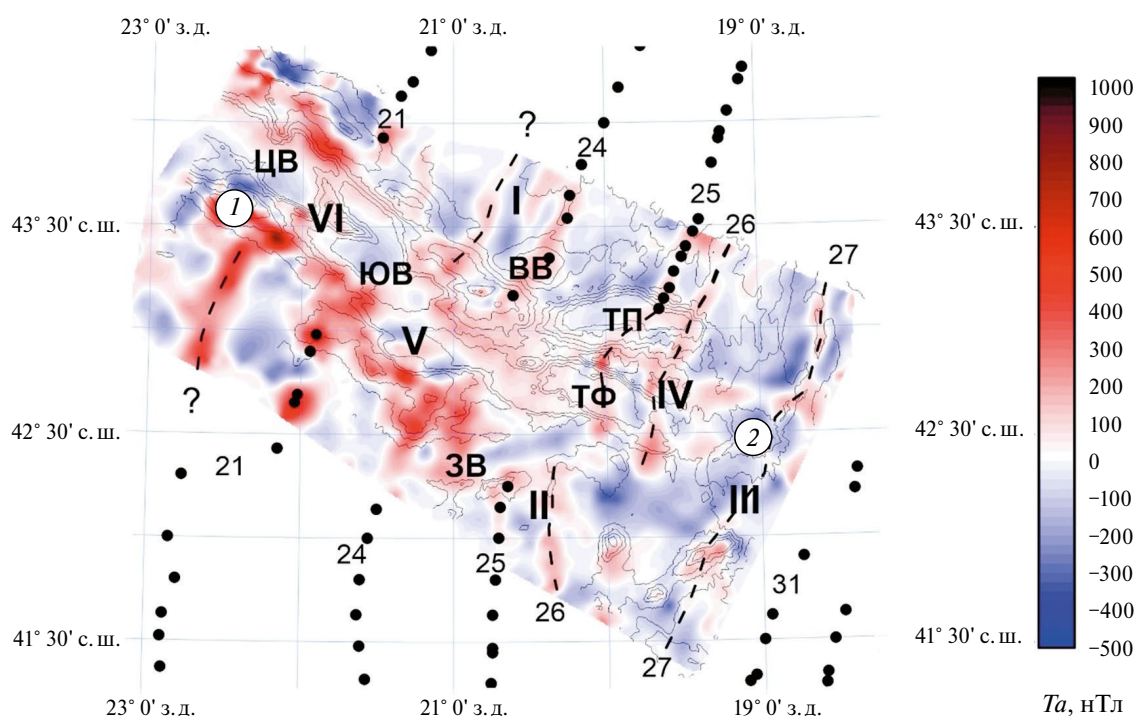 23° 0' з.д. 21° 0' з.д. 19° 0' з.д.
1000
21 ? 900
ЦВ 24 800
1 I 25 700
43° 30' с.ш. VI 26 43° 30' с.ш. 600
ЮВ ВВ 27 500
400
V ТП 300
? ТФ IV 200
42° 30' с.ш. 2 42° 30' с.ш. 100
21 ЗВ 0
II III −100
24 25 −200
26 31 −300
27 −400
41° 30' с.ш. 41° 30' с.ш. −500
23° 0' з.д. 21° 0' з.д. 19° 0' з.д. Ta, нТл